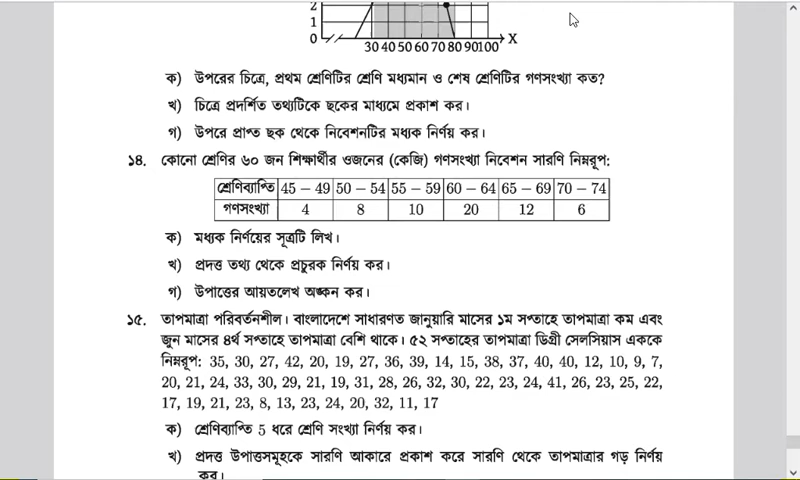 2
1
0
30 40 50 60 70 80 90100 X
ক) উপরের চিত্রে, প্রথম শ্রেণিটির শ্রেণি মধ্যমান ও শেষ শ্রেণিটির গণসংখ্যা কত?
খ) চিত্রে প্রদর্শিত তথ্যটিকে ছকের মাধ্যমে প্রকাশ কর।
গ) উপরে প্রাপ্ত ছক থেকে নিবেশনটির মধ্যক নির্ণয় কর।
১৪. কোনো শ্রেণির ৬০ জন শিক্ষার্থীর ওজনের (কেজি) গণসংখ্যা নিবেশন সারণি নিম্নরূপ:
শ্রেণিব্যাপ্তি 45 – 49 50 – 54 55 – 59 60 – 64 65 – 69 70 – 74
গণসংখ্যা 4 8 10 20 12 6
ক) মধ্যক নির্ণয়ের সূত্রটি লিখ।
খ) প্রদত্ত তথ্য থেকে প্রচুরক নির্ণয় কর।
গ) উপাত্তের আয়তলেখ অঙ্কন কর।
১৫. তাপমাত্রা পরিবর্তনশীল। বাংলাদেশে সাধারণত জানুয়ারি মাসের ১ম সপ্তাহে তাপমাত্রা কম এবং
জুন মাসের ৪র্থ সপ্তাহে তাপমাত্রা বেশি থাকে। ৫২ সপ্তাহের তাপমাত্রা ডিগ্রী সেলসিয়াস এককে
নিম্নরূপ: 35, 30, 27, 42, 20, 19, 27, 36, 39, 14, 15, 38, 37, 40, 40, 12, 10, 9, 7,
20, 21, 24, 33, 30, 29, 21, 19, 31, 28, 26, 32, 30, 22, 23, 24, 41, 26, 23, 25, 22,
17, 19, 21, 23, 8, 13, 23, 24, 20, 32, 11, 17
ক) শ্রেণিব্যাপ্তি 5 ধরে শ্রেণি সংখ্যা নির্ণয় কর।
খ) প্রদত্ত উপাত্তসমূহকে সারণি আকারে প্রকাশ করে সারণি থেকে তাপমাত্রার গড় নির্ণয়
কর।